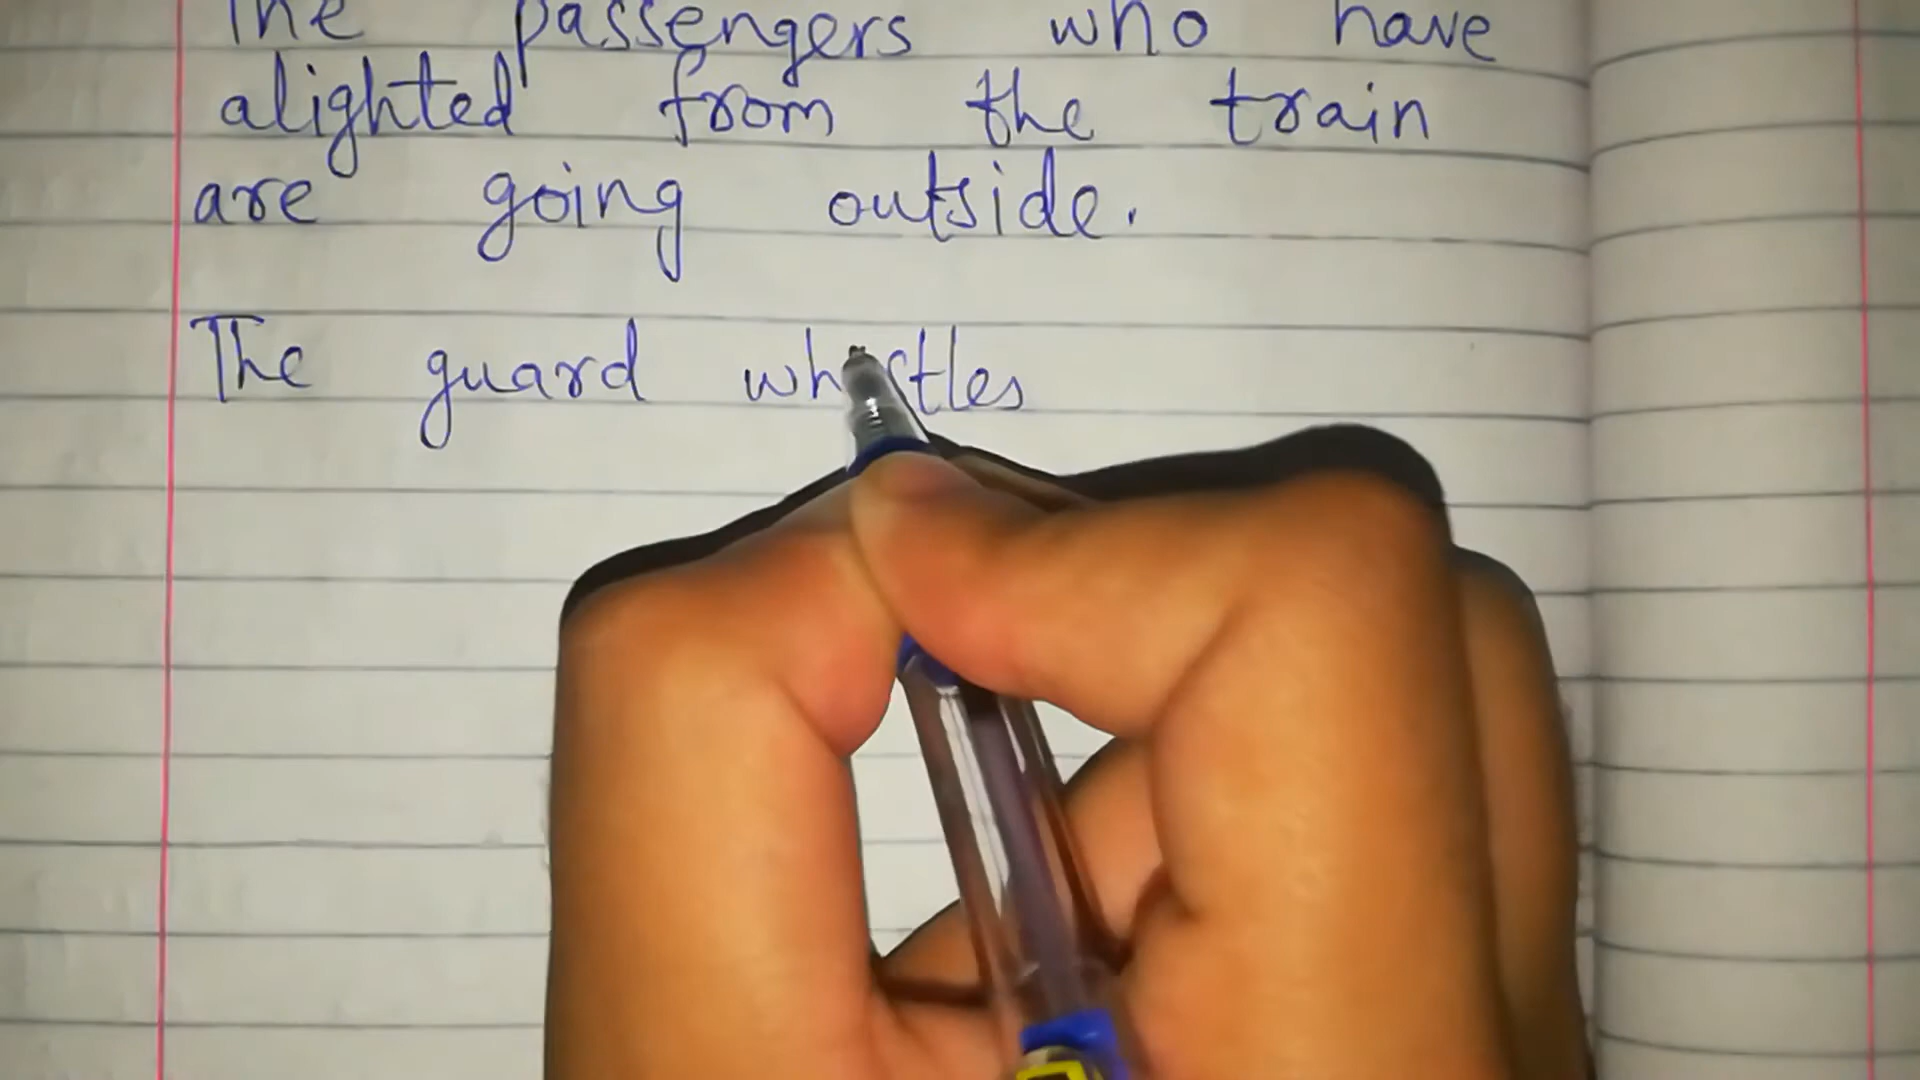 The passengers who have
alighted from the train
are going outside.
The guard whistles